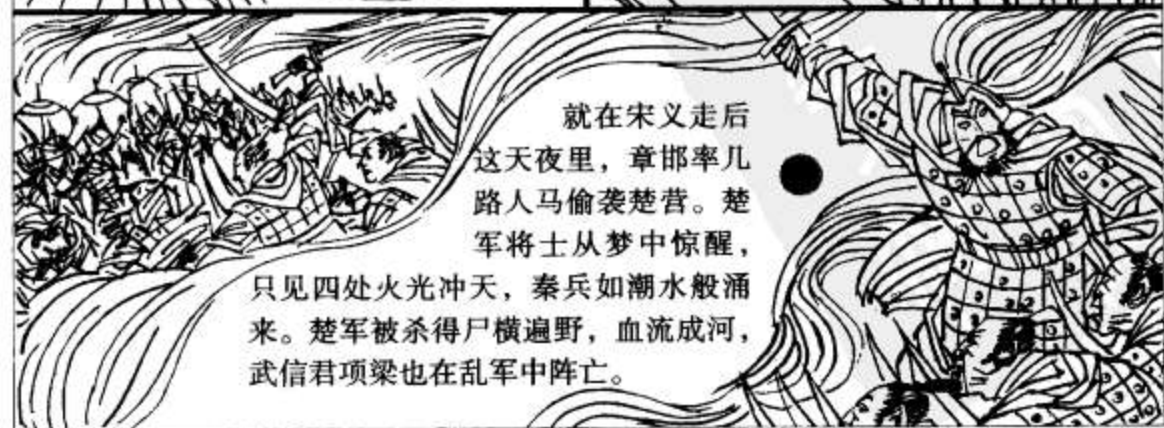 就在宋义走后
这天夜里，章邯率几
路人马偷袭楚营。楚
军将士从梦中惊醒，
只见四处火光冲天，秦兵如潮水般涌
来。楚军被杀得尸横遍野，血流成河，
武信君项梁也在乱军中阵亡。